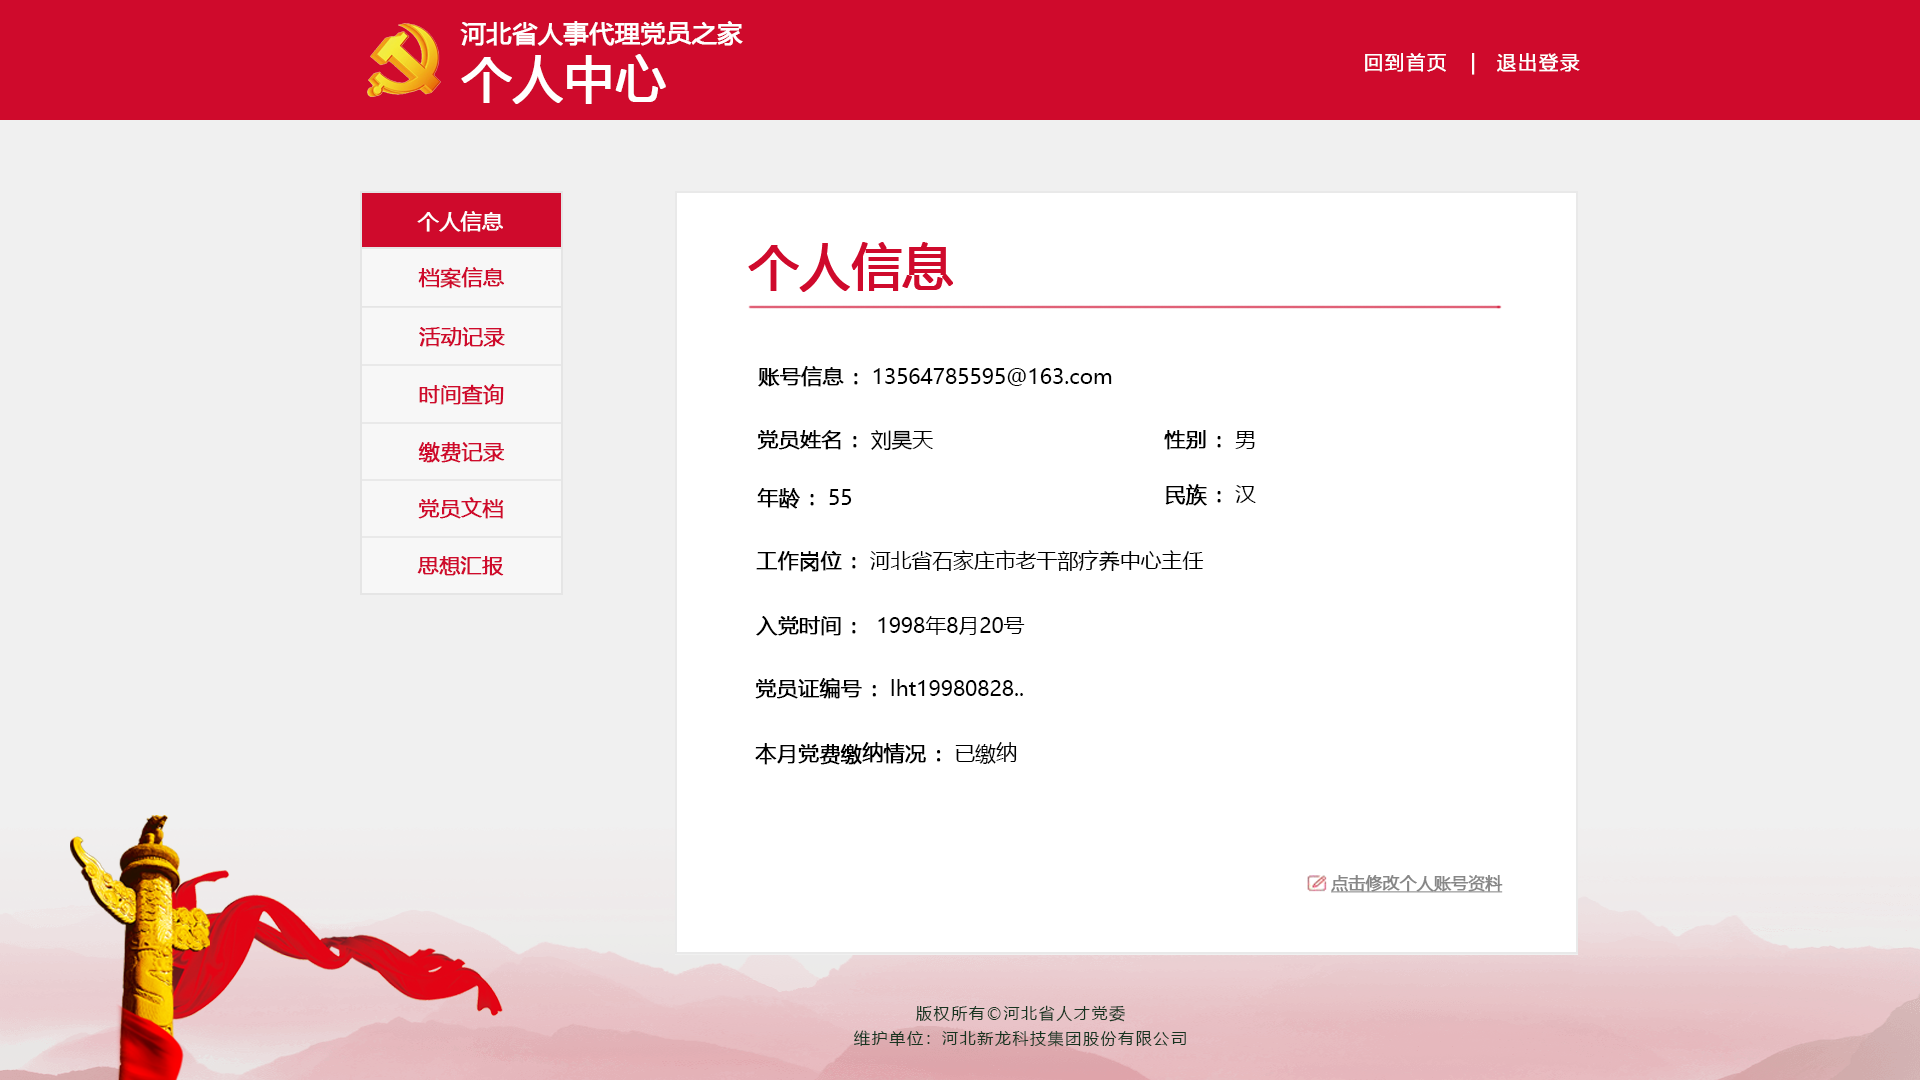 河北省人事代理党员之家
个人中心
回到首页 | 退出登录
个人信息
档案信息
活动记录
时间查询
缴费记录
党员文档
思想汇报
个人信息
账号信息 : 13564785595@163.com
党员姓名 : 刘昊天
性别 : 男
年龄 : 55
民族 : 汉
工作岗位 : 河北省石家庄市老干部疗养中心主任
入党时间 : 1998年8月20号
党员证编号 : lht19980828..
本月党费缴纳情况 : 已缴纳
点击修改个人账号资料
版权所有©河北省人才党委
维护单位：河北新龙科技集团股份有限公司